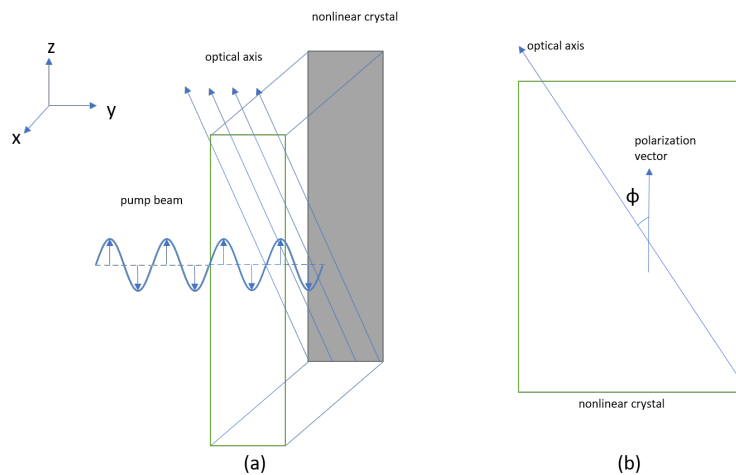 nonlinear crystal
z
optical axis
y
x
pump beam
(a)
optical axis
polarization
vector
ϕ
nonlinear crystal
(b)